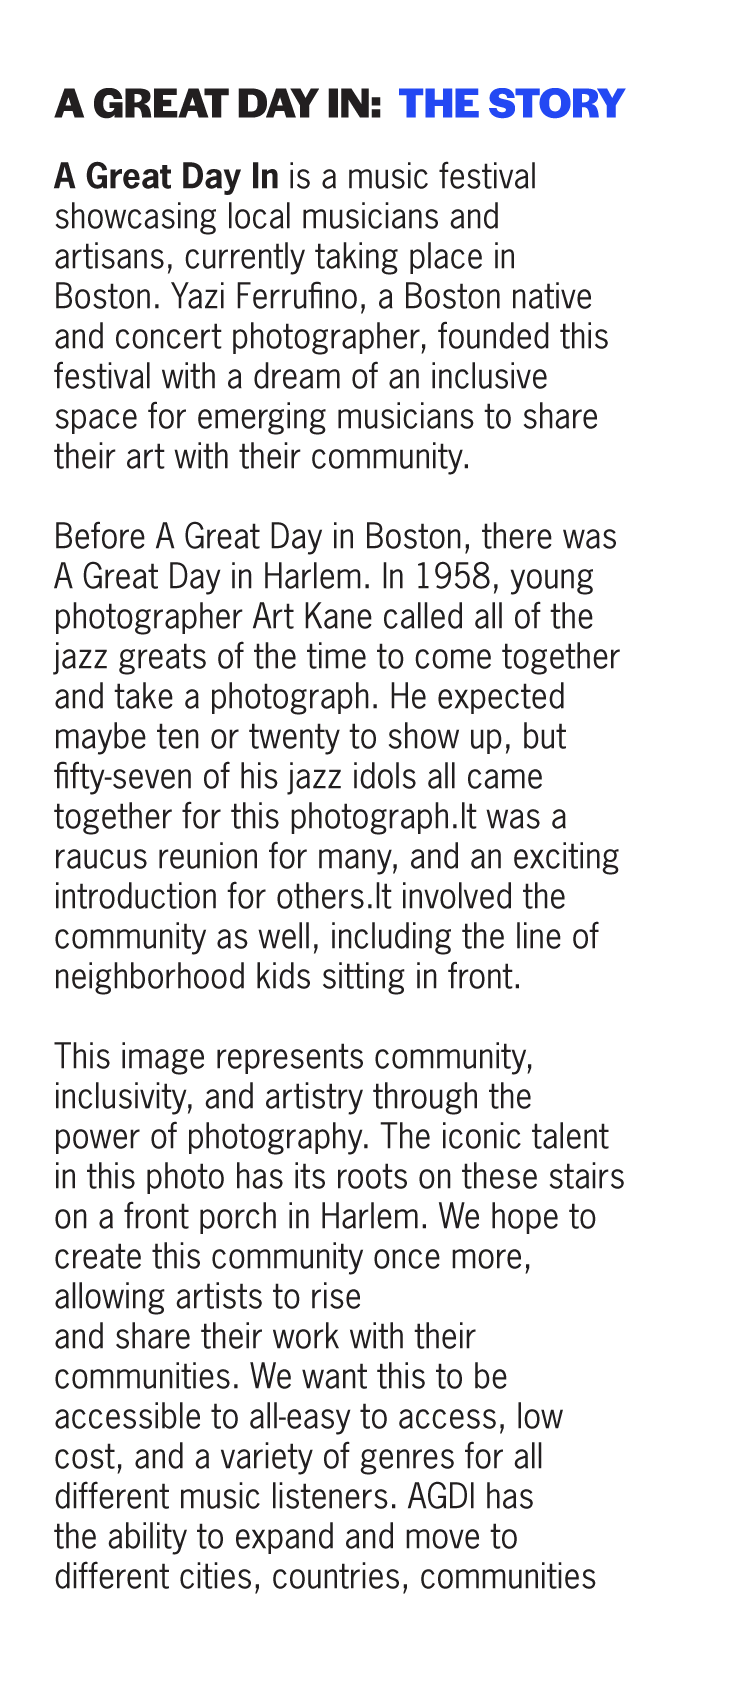 A GREAT DAY IN: THE STORY
A Great Day In is a music festival
showcasing local musicians and
artisans, currently taking place in
Boston. Yazi Ferrufino, a Boston native
and concert photographer, founded this
festival with a dream of an inclusive
space for emerging musicians to share
their art with their community.
Before A Great Day in Boston, there was
A Great Day in Harlem. In 1958, young
photographer Art Kane called all of the
jazz greats of the time to come together
and take a photograph. He expected
maybe ten or twenty to show up, but
fifty-seven of his jazz idols all came
together for this photograph.It was a
raucus reunion for many, and an exciting
introduction for others.It involved the
community as well, including the line of
neighborhood kids sitting in front.
This image represents community,
inclusivity, and artistry through the
power of photography. The iconic talent
in this photo has its roots on these stairs
on a front porch in Harlem. We hope to
create this community once more,
allowing artists to rise
and share their work with their
communities. We want this to be
accessible to all-easy to access, low
cost, and a variety of genres for all
different music listeners. AGDI has
the ability to expand and move to
different cities, countries, communities